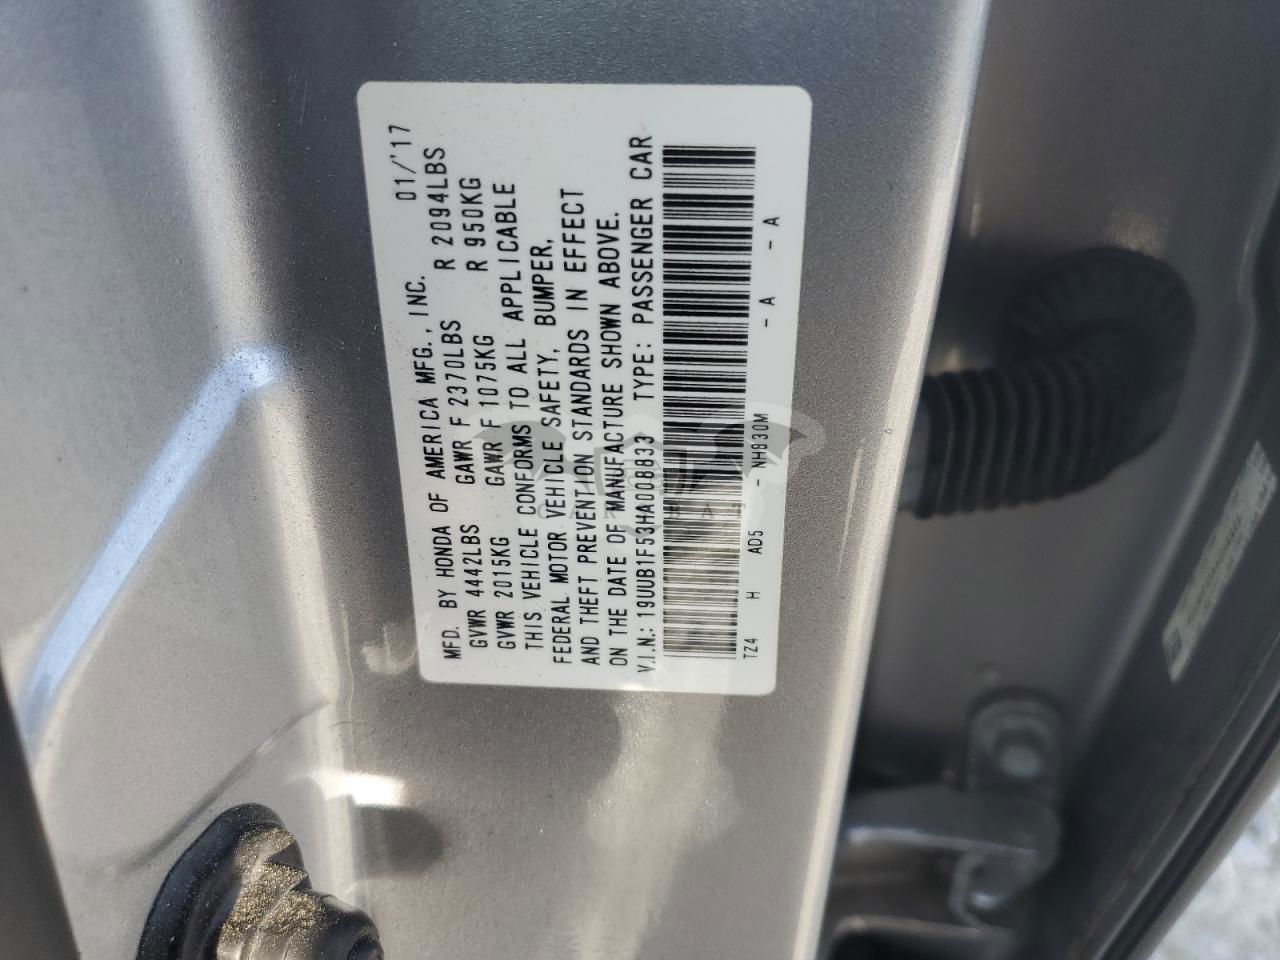 MFD. BY HONDA OF AMERICA MFG., INC. 01/'17
GVWR 4442LBS GAWR F 2370LBS R 2094LBS
GVWR 2015KG GAWR F 1075KG R 950KG
THIS VEHICLE CONFORMS TO ALL APPLICABLE
FEDERAL MOTOR VEHICLE SAFETY, BUMPER,
AND THEFT PREVENTION STANDARDS IN EFFECT
ON THE DATE OF MANUFACTURE SHOWN ABOVE.
V.I.N.: 19UUB1F53HA008833 TYPE: PASSENGER CAR
TZ4 H AD5 - NH830M - A - A